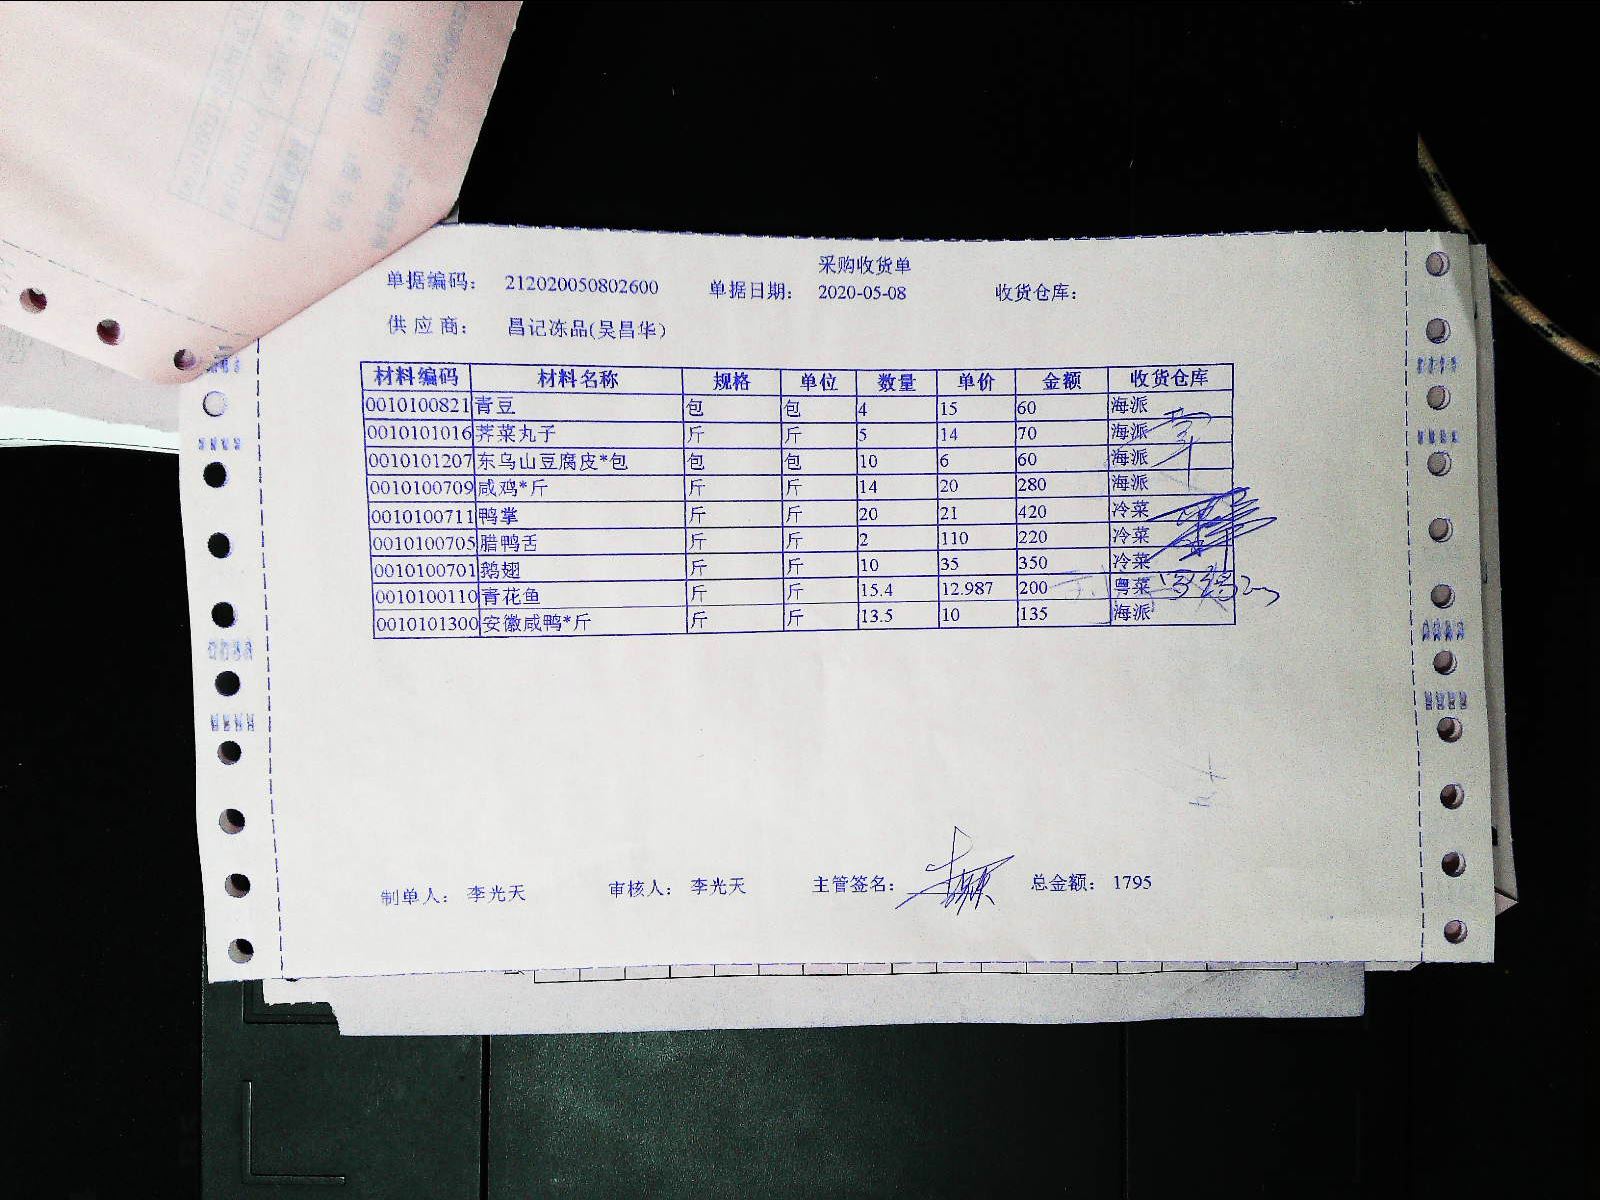 采购收货单
单据编码： 212020050802600 单据日期： 2020-05-08 收货仓库：
供应商： 昌记冻品(吴昌华)
材料编码 材料名称 规格 单位 数量 单价 金额 收货仓库
0010100821 青豆 包 包 4 15 60 海派
0010101016 荠菜丸子 斤 斤 5 14 70 海派
0010101207 东乌山豆腐皮*包 包 包 10 6 60 海派
0010100709 咸鸡*斤 斤 斤 14 20 280 海派
0010100711 鸭掌 斤 斤 20 21 420 冷菜
0010100705 腊鸭舌 斤 斤 2 110 220 冷菜
0010100701 鹅翅 斤 斤 10 35 350 冷菜
0010100110 青花鱼 斤 斤 15.4 12.987 200 粤菜
0010101300 安徽咸鸭*斤 斤 斤 13.5 10 135 海派
制单人： 李光天 审核人： 李光天 主管签名： 总金额： 1795